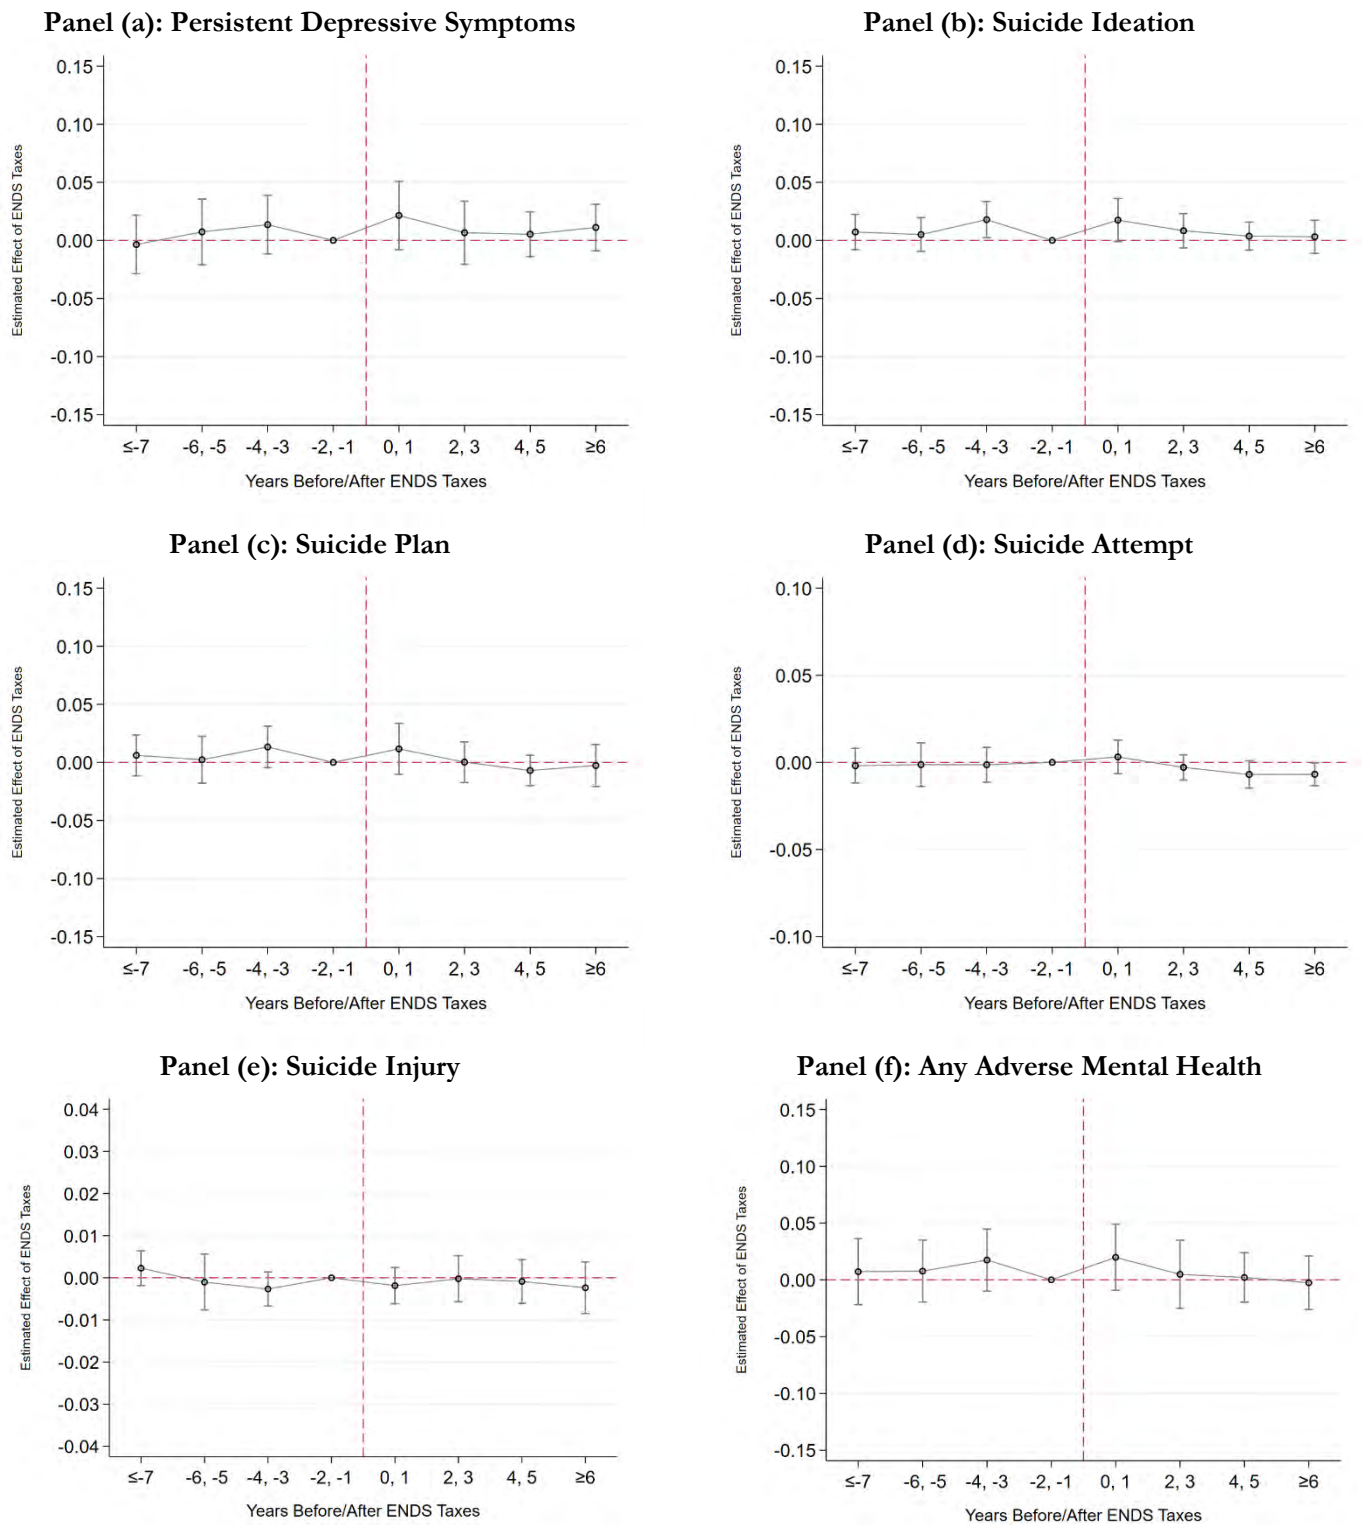 Panel (a): Persistent Depressive Symptoms
0.15
0.10
0.05
0.00
-0.05
-0.10
-0.15
Estimated Effect of ENDS Taxes
≤-7 -6, -5 -4, -3 -2, -1 0, 1 2, 3 4, 5 ≥6
Years Before/After ENDS Taxes
Panel (b): Suicide Ideation
0.15
0.10
0.05
0.00
-0.05
-0.10
-0.15
Estimated Effect of ENDS Taxes
≤-7 -6, -5 -4, -3 -2, -1 0, 1 2, 3 4, 5 ≥6
Years Before/After ENDS Taxes
Panel (c): Suicide Plan
0.15
0.10
0.05
0.00
-0.05
-0.10
-0.15
Estimated Effect of ENDS Taxes
≤-7 -6, -5 -4, -3 -2, -1 0, 1 2, 3 4, 5 ≥6
Years Before/After ENDS Taxes
Panel (d): Suicide Attempt
0.10
0.05
0.00
-0.05
-0.10
Estimated Effect of ENDS Taxes
≤-7 -6, -5 -4, -3 -2, -1 0, 1 2, 3 4, 5 ≥6
Years Before/After ENDS Taxes
Panel (e): Suicide Injury
0.04
0.03
0.02
0.01
0.00
-0.01
-0.02
-0.03
-0.04
Estimated Effect of ENDS Taxes
≤-7 -6, -5 -4, -3 -2, -1 0, 1 2, 3 4, 5 ≥6
Years Before/After ENDS Taxes
Panel (f): Any Adverse Mental Health
0.15
0.10
0.05
0.00
-0.05
-0.10
-0.15
Estimated Effect of ENDS Taxes
≤-7 -6, -5 -4, -3 -2, -1 0, 1 2, 3 4, 5 ≥6
Years Before/After ENDS Taxes